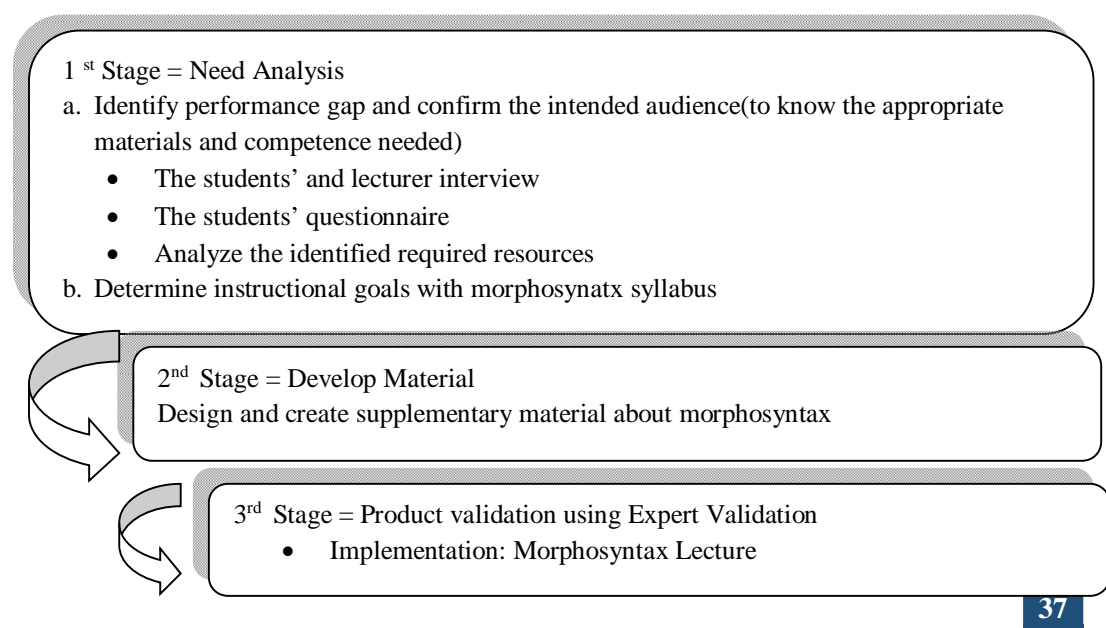 1 st Stage = Need Analysis
a. Identify performance gap and confirm the intended audience(to know the appropriate
materials and competence needed)
• The students’ and lecturer interview
• The students’ questionnaire
• Analyze the identified required resources
b. Determine instructional goals with morphosynatx syllabus
2nd Stage = Develop Material
Design and create supplementary material about morphosyntax
3rd Stage = Product validation using Expert Validation
• Implementation: Morphosyntax Lecture
37